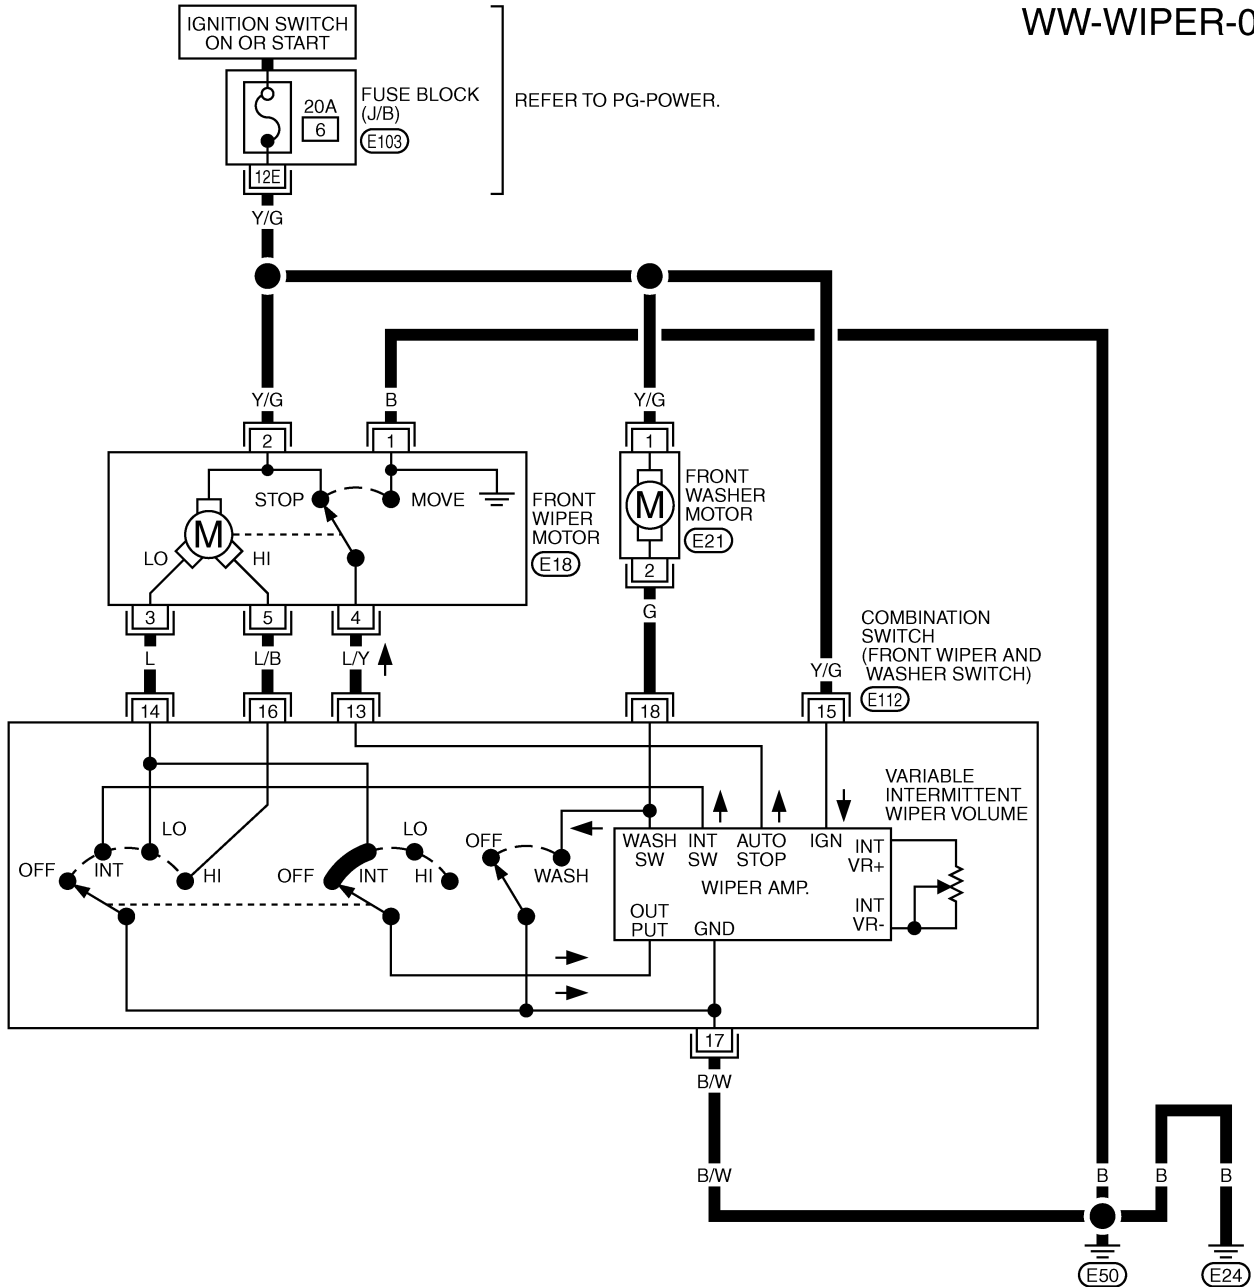 WW-WIPER-0
IGNITION SWITCH
ON OR START
20A
6
FUSE BLOCK
(J/B)
E103
REFER TO PG-POWER.
12E
Y/G
Y/G
B
Y/G
2
1
1
STOP
MOVE
M
LO
HI
FRONT
WIPER
MOTOR
E18
M
FRONT
WASHER
MOTOR
E21
2
3
5
4
G
L
L/B
L/Y
Y/G
COMBINATION
SWITCH
(FRONT WIPER AND
WASHER SWITCH)
E112
14
16
13
18
15
VARIABLE
INTERMITTENT
WIPER VOLUME
OFF
INT
LO
HI
OFF
INT
LO
HI
OFF
WASH
WASH
SW
INT
SW
AUTO
STOP
IGN
INT
VR+
WIPER AMP.
OUT
PUT
GND
INT
VR-
17
B/W
B/W
B
B
B
E50
E24